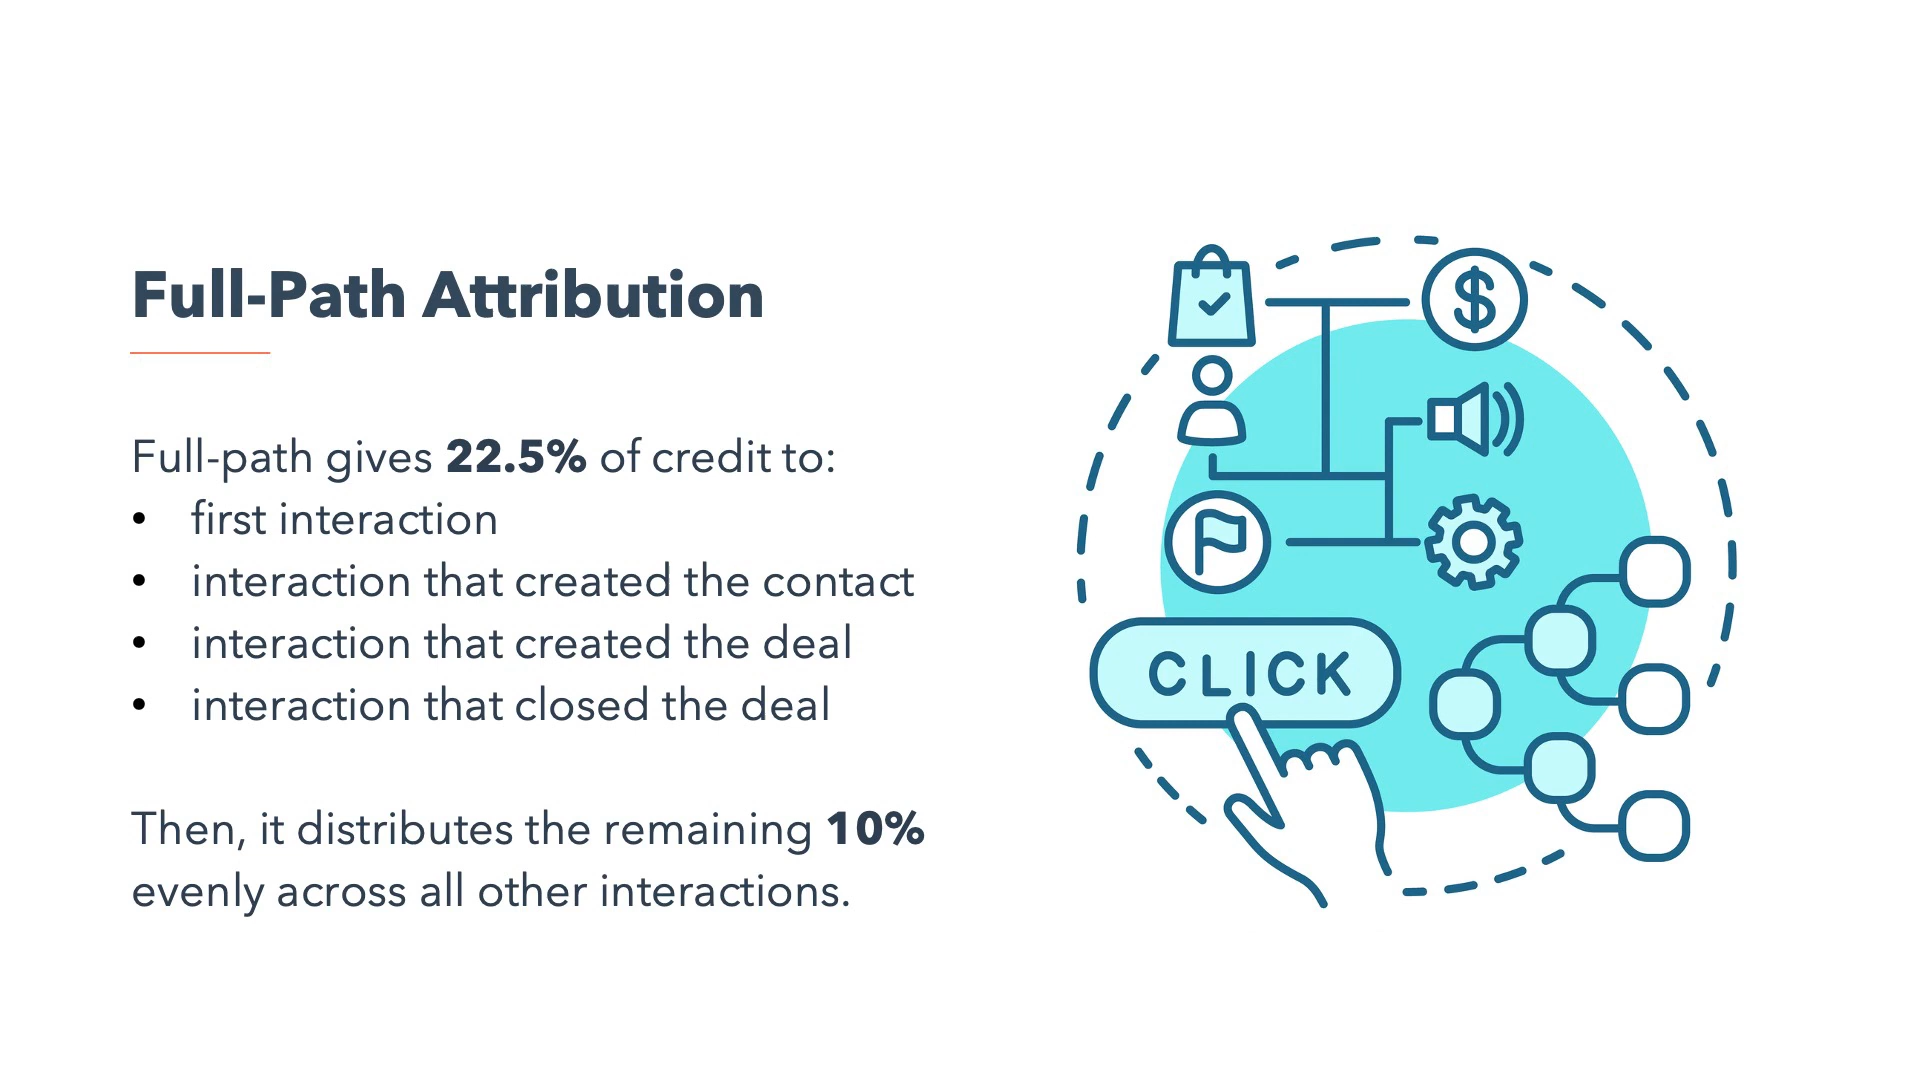 Full-Path Attribution
Full-path gives 22.5% of credit to:
• first interaction
• interaction that created the contact
• interaction that created the deal
• interaction that closed the deal
Then, it distributes the remaining 10%
evenly across all other interactions.
$
CLICK